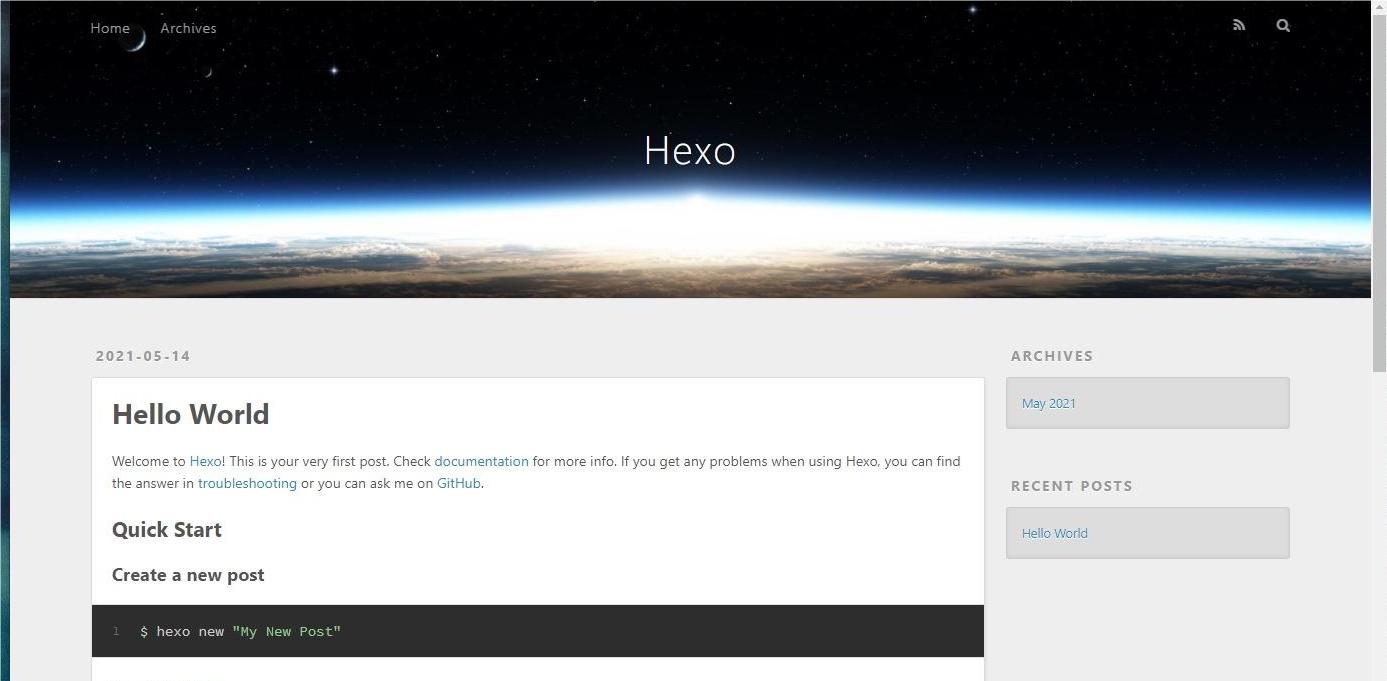 Home Archives
Hexo
2021-05-14
Hello World
Welcome to Hexo! This is your very first post. Check documentation for more info. If you get any problems when using Hexo, you can find
the answer in troubleshooting or you can ask me on GitHub.
Quick Start
Create a new post
1 $ hexo new "My New Post"
ARCHIVES
May 2021
RECENT POSTS
Hello World